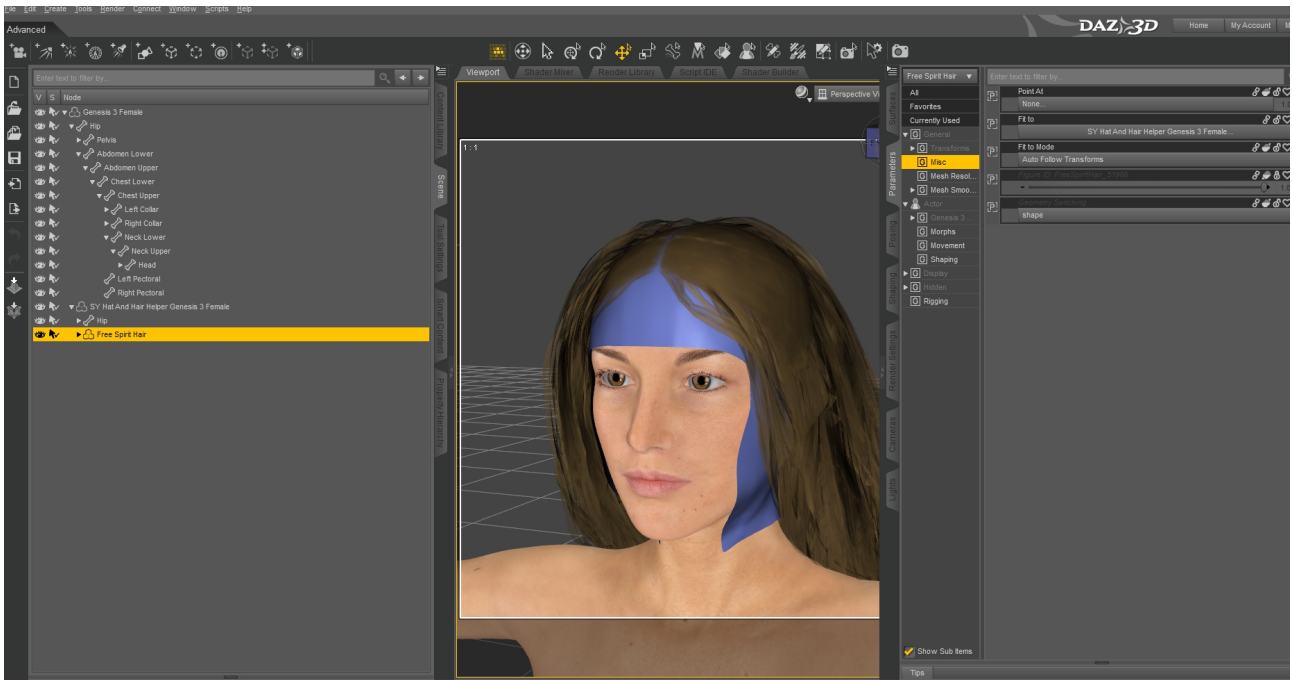 File Edit Create Tools Render Connect Window Scripts Help
Advanced
DAZ 3D Home My Account
Enter text to filter by...
V S Node
Genesis 3 Female
Hip
Pelvis
Abdomen Lower
Abdomen Upper
Chest Lower
Chest Upper
Left Collar
Right Collar
Neck Lower
Neck Upper
Head
Left Pectoral
Right Pectoral
SY Hat And Hair Helper Genesis 3 Female
Hip
Free Spirit Hair
Content Library
Scene
Tool Settings
Smart Content
Property Hierarchy
Viewport Shader Mixer Render Library Script IDE Shader Builder
Perspective Vi
1 : 1
Surfaces
Parameters
Posing
Shaping
Render Settings
Cameras
Lights
Free Spirit Hair
All
Favorites
Currently Used
General
Transforms
Misc
Mesh Resol...
Mesh Smoo...
Actor
Genesis 3 ...
Morphs
Movement
Shaping
Display
Hidden
Rigging
Show Sub Items
Enter text to filter by...
Point At
None...
1.0
Fit to
SY Hat And Hair Helper Genesis 3 Female...
Fit to Mode
Auto Follow Transforms
1.0
Geometry Switching
shape
Tips